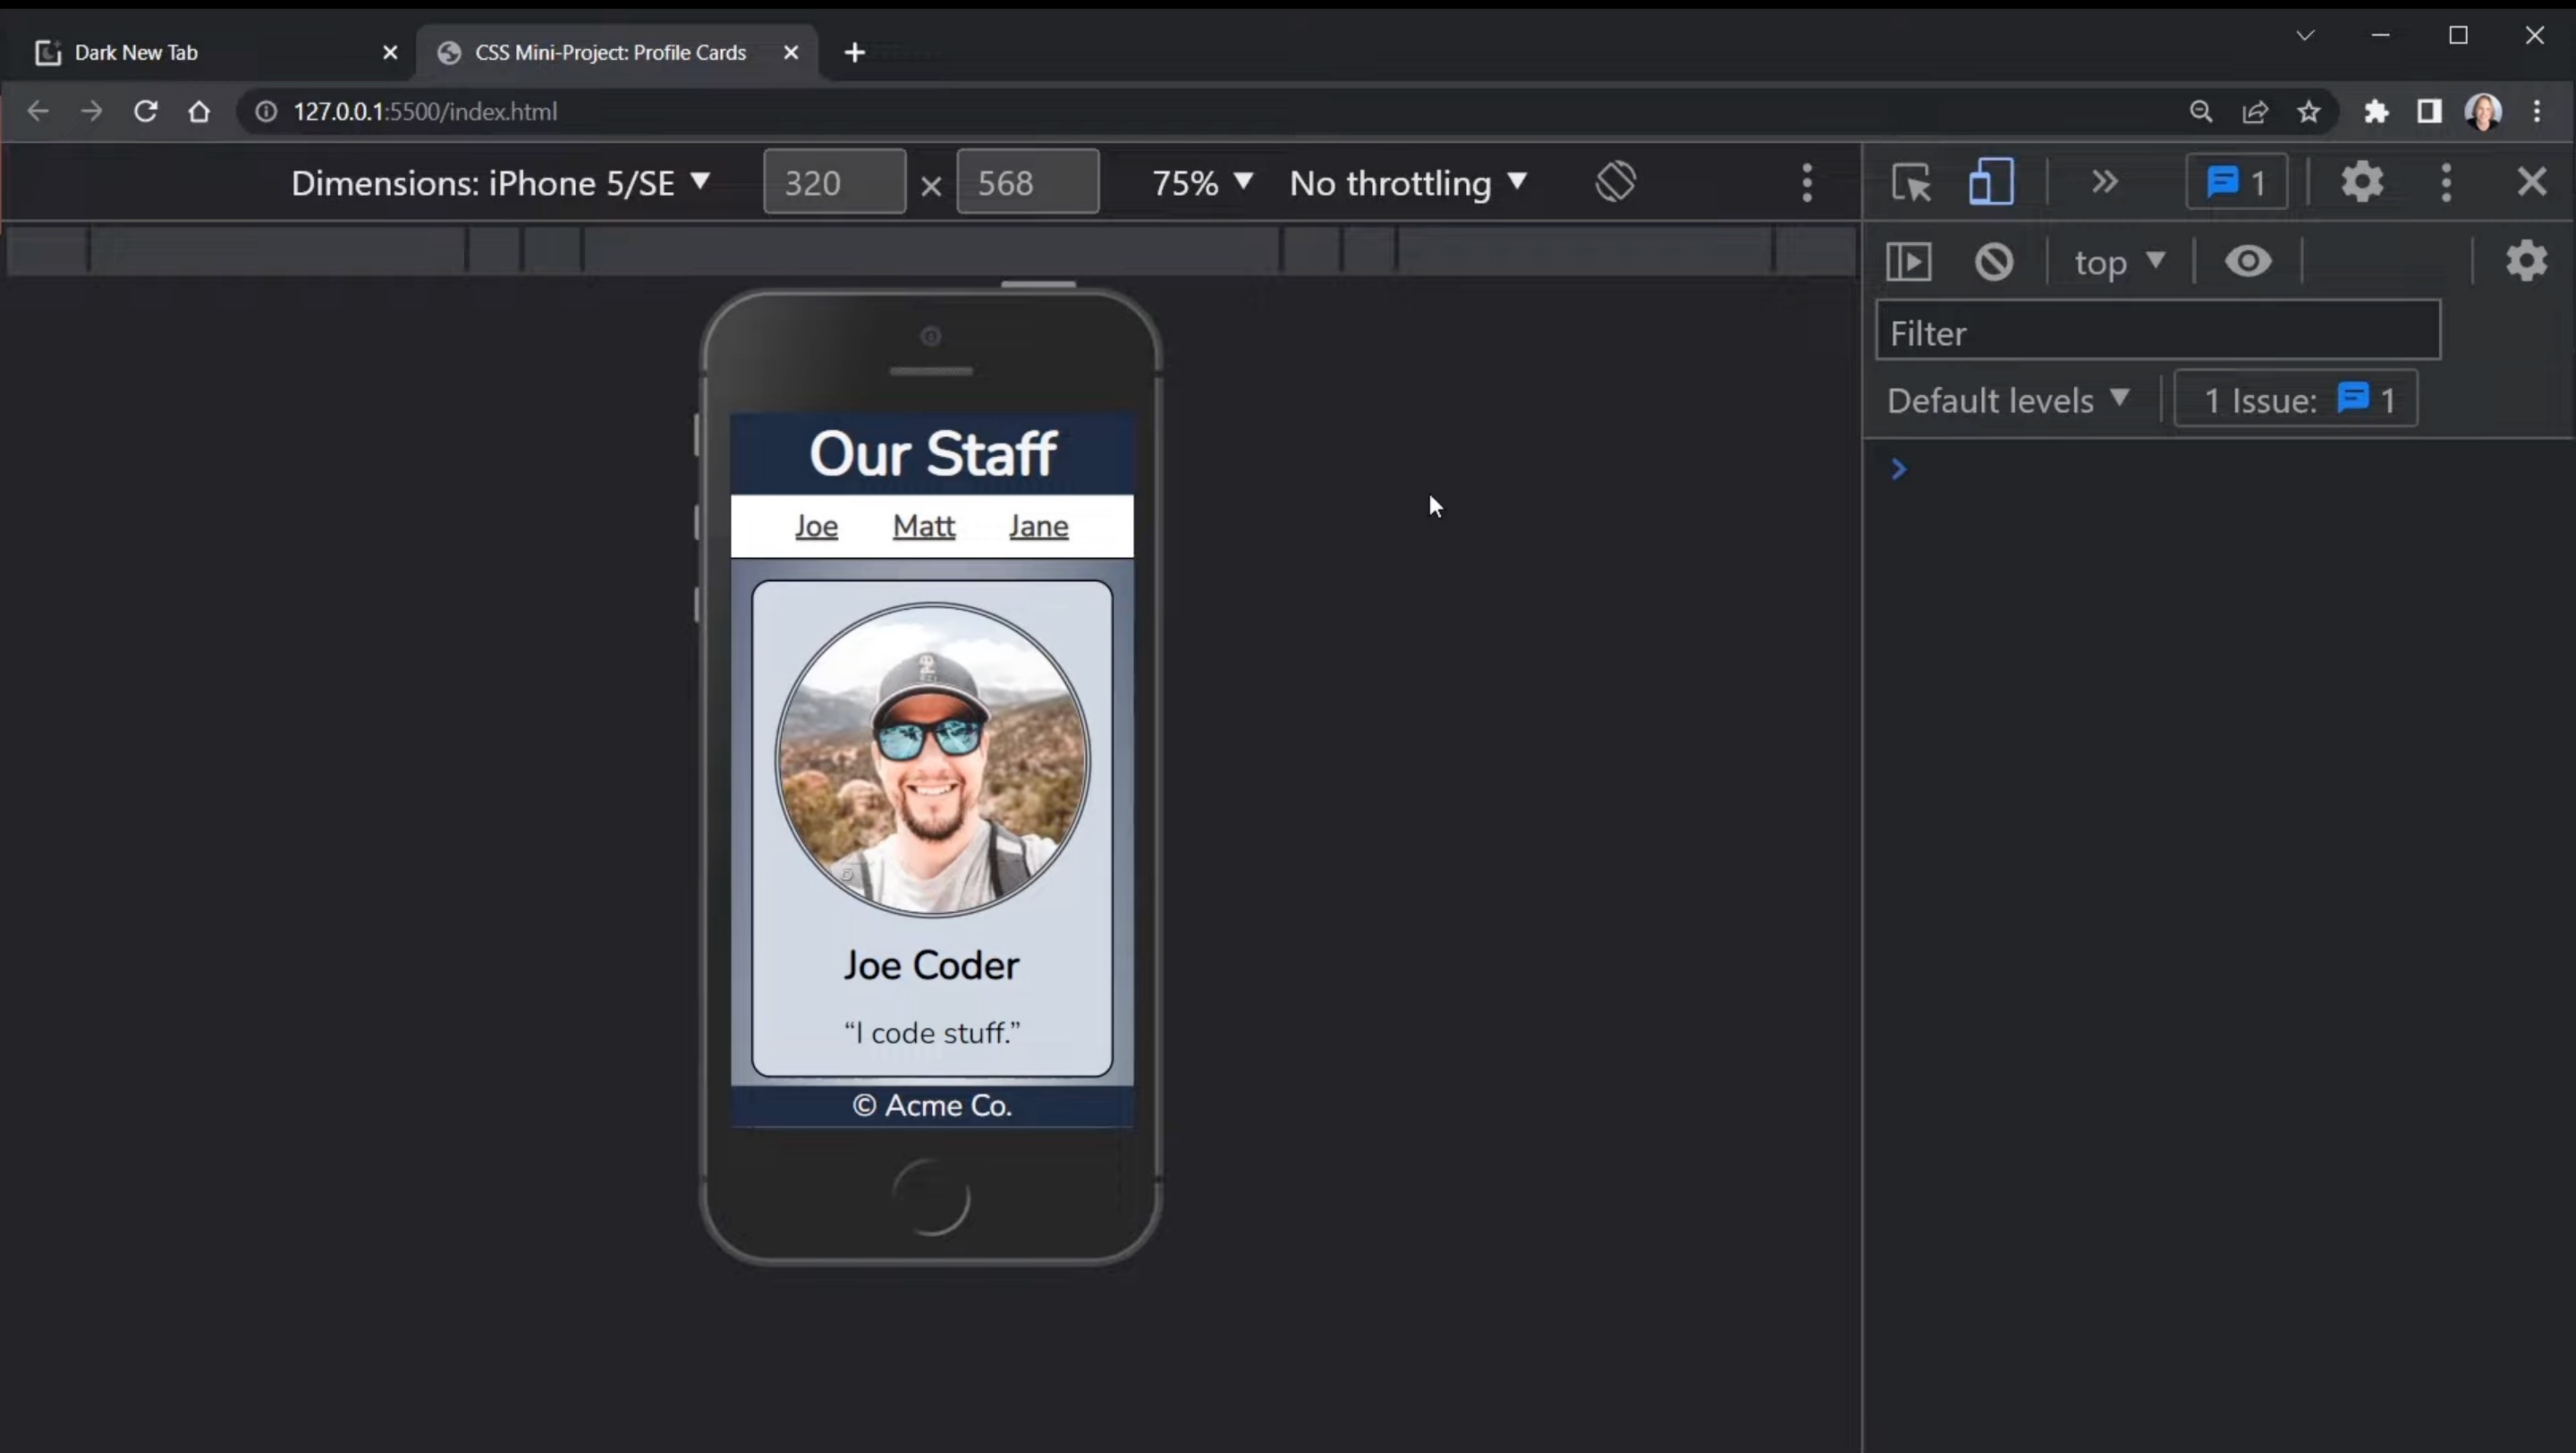 Dark New Tab
CSS Mini-Project: Profile Cards
127.0.0.1:5500/index.html
Dimensions: iPhone 5/SE 320 × 568 75% No throttling
1
top
Filter
Default levels 1 Issue: 1
Our Staff
Joe Matt Jane
Joe Coder
“I code stuff.”
© Acme Co.